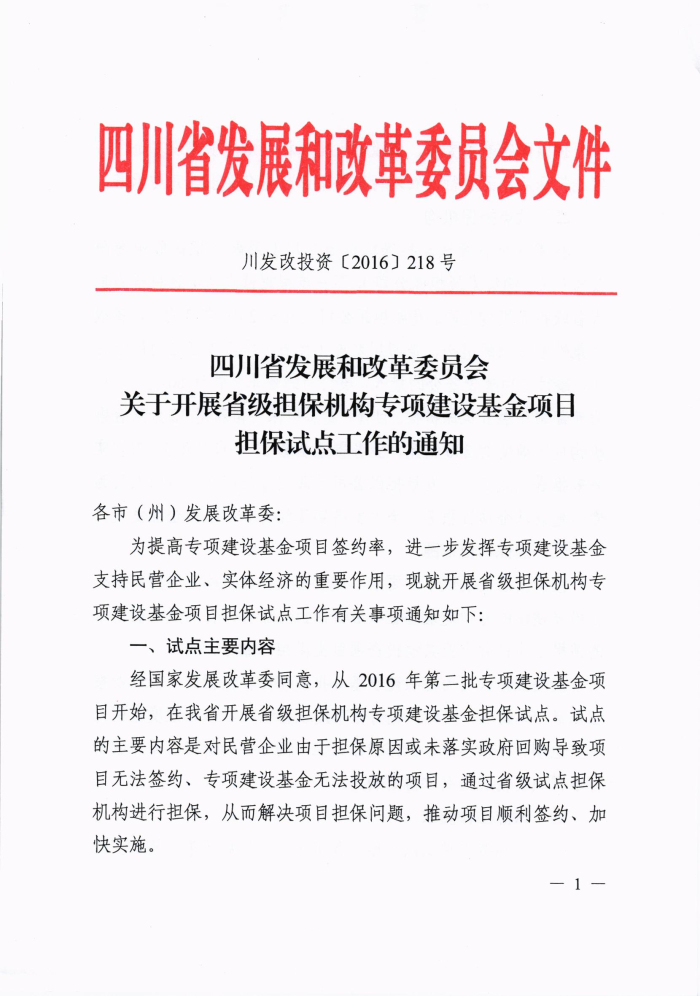 四川省发展和改革委员会文件
川发改投资〔2016〕218号
四川省发展和改革委员会
关于开展省级担保机构专项建设基金项目
担保试点工作的通知
各市（州）发展改革委：
为提高专项建设基金项目签约率，进一步发挥专项建设基金
支持民营企业、实体经济的重要作用，现就开展省级担保机构专
项建设基金项目担保试点工作有关事项通知如下：
一、试点主要内容
经国家发展改革委同意，从 2016 年第二批专项建设基金项
目开始，在我省开展省级担保机构专项建设基金担保试点。试点
的主要内容是对民营企业由于担保原因或未落实政府回购导致项
目无法签约、专项建设基金无法投放的项目，通过省级试点担保
机构进行担保，从而解决项目担保问题，推动项目顺利签约、加
快实施。
— 1 —